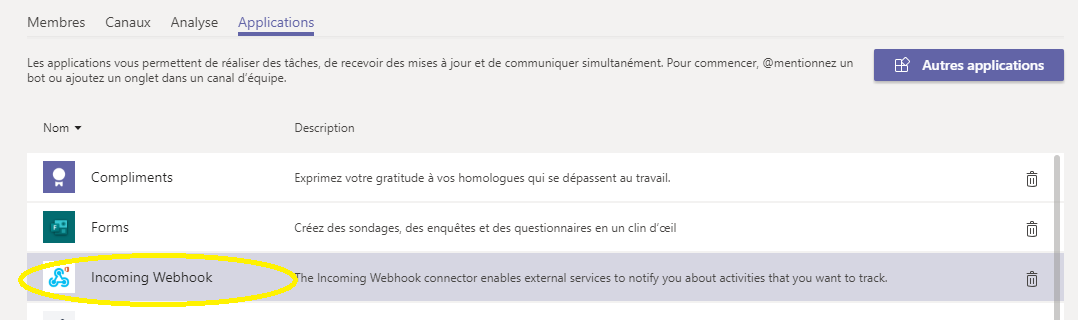 Membres Canaux Analyse Applications
Les applications vous permettent de réaliser des tâches, de recevoir des mises à jour et de communiquer simultanément. Pour commencer, @mentionnez un
bot ou ajoutez un onglet dans un canal d'équipe.
Autres applications
Nom Description
Compliments Exprimez votre gratitude à vos homologues qui se dépassent au travail.
Forms Créez des sondages, des enquêtes et des questionnaires en un clin d'œil
Incoming Webhook The Incoming Webhook connector enables external services to notify you about activities that you want to track.